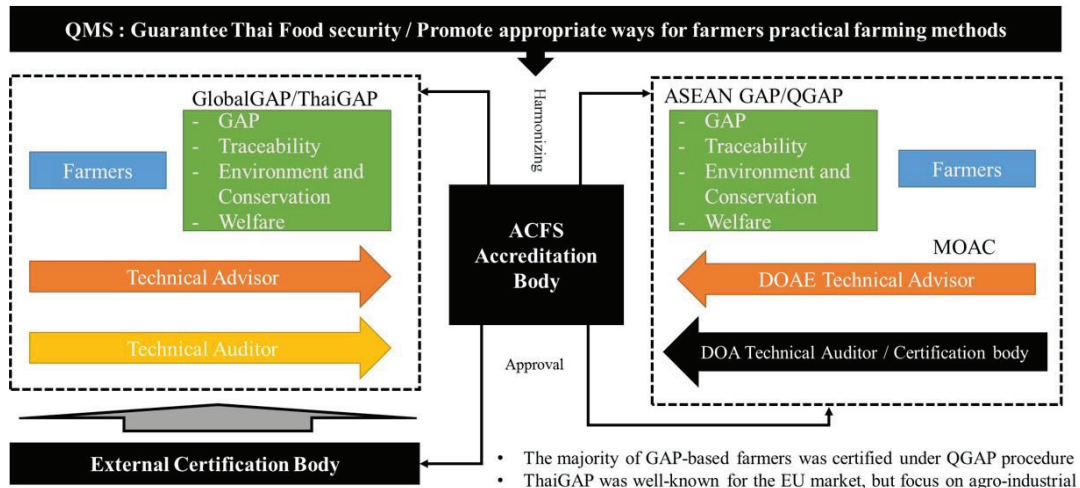 QMS : Guarantee Thai Food security / Promote appropriate ways for farmers practical farming methods
Harmonizing
GlobalGAP/ThaiGAP
- GAP
- Traceability
- Environment and
Conservation
- Welfare
Farmers
Technical Advisor
Technical Auditor
External Certification Body
ACFS
Accreditation
Body
Approval
ASEAN GAP/QGAP
- GAP
- Traceability
- Environment and
Conservation
- Welfare
Farmers
MOAC
DOAE Technical Advisor
DOA Technical Auditor / Certification body
• The majority of GAP-based farmers was certified under QGAP procedure
• ThaiGAP was well-known for the EU market, but focus on agro-industrial